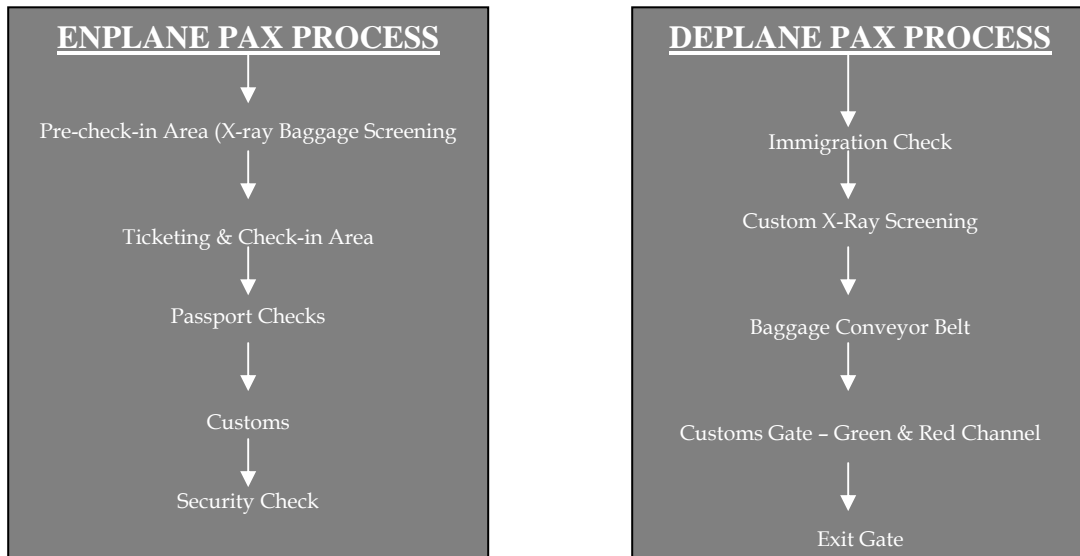 ENPLANE PAX PROCESS
Pre-check-in Area (X-ray Baggage Screening
Ticketing & Check-in Area
Passport Checks
Customs
Security Check
DEPLANE PAX PROCESS
Immigration Check
Custom X-Ray Screening
Baggage Conveyor Belt
Customs Gate – Green & Red Channel
Exit Gate